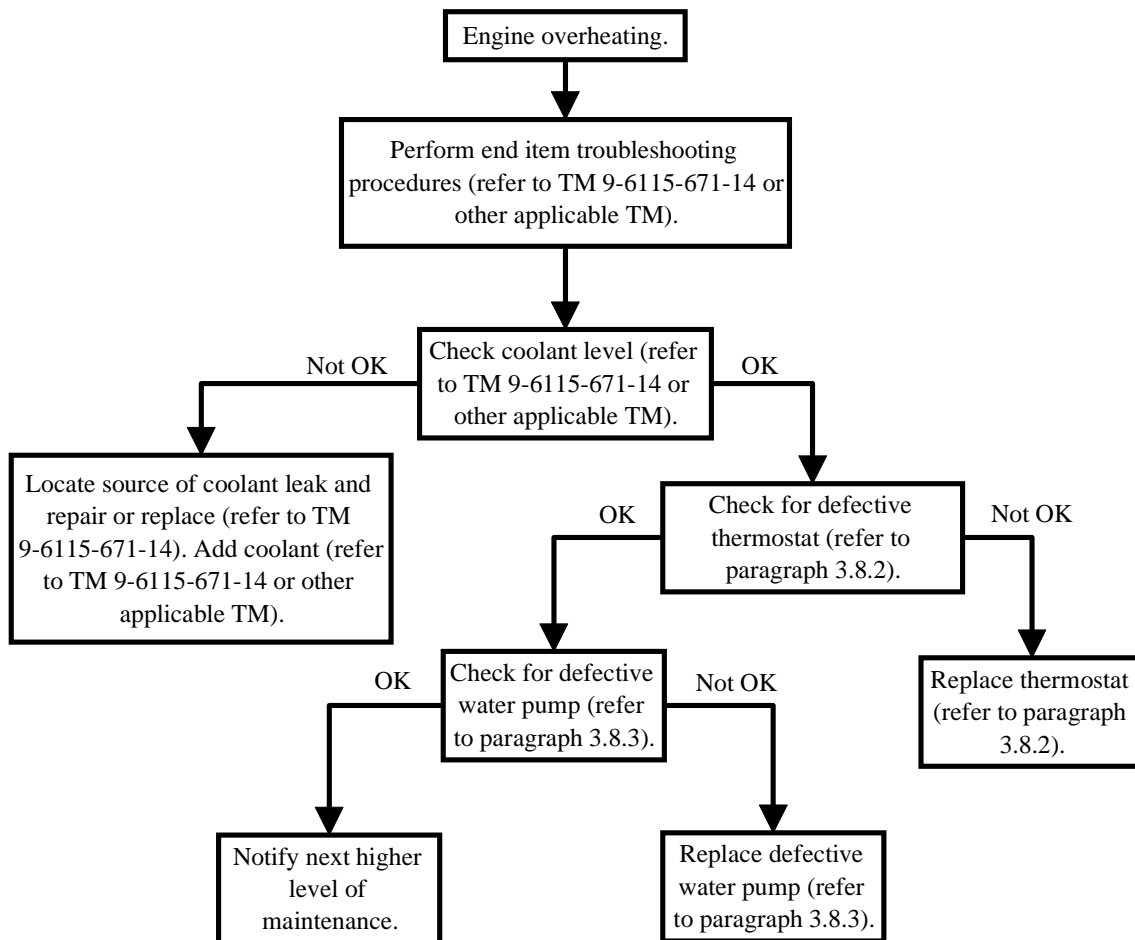 Engine overheating.
Perform end item troubleshooting
procedures (refer to TM 9-6115-671-14 or
other applicable TM).
Check coolant level (refer
to TM 9-6115-671-14 or
other applicable TM).
Not OK
OK
Locate source of coolant leak and
repair or replace (refer to TM
9-6115-671-14). Add coolant (refer
to TM 9-6115-671-14 or other
applicable TM).
Check for defective
thermostat (refer to
paragraph 3.8.2).
OK
Not OK
Check for defective
water pump (refer
to paragraph 3.8.3).
OK
Not OK
Replace thermostat
(refer to paragraph
3.8.2).
Notify next higher
level of
maintenance.
Replace defective
water pump (refer
to paragraph 3.8.3).